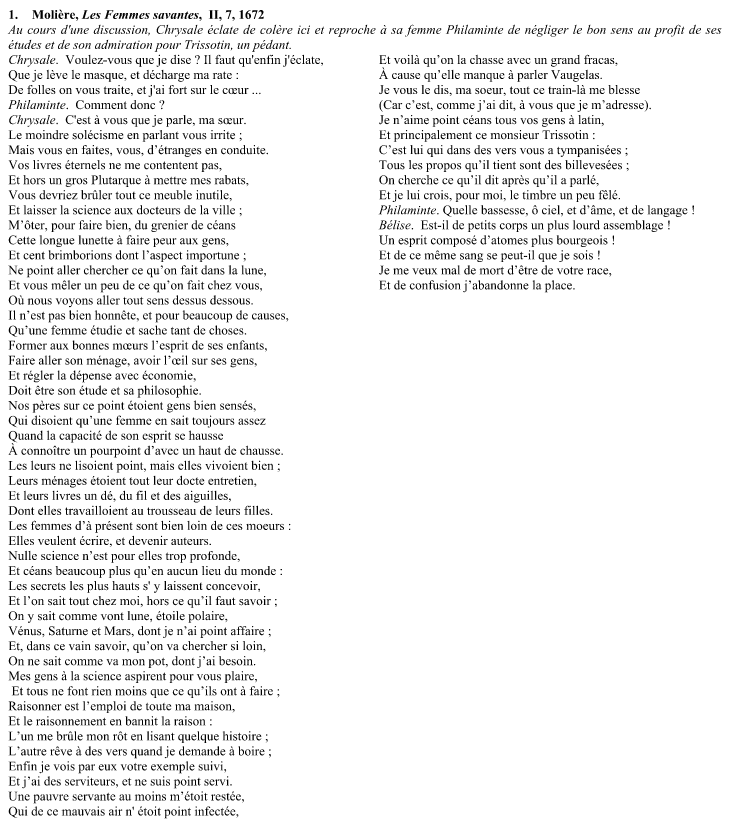 1. Molière, Les Femmes savantes, II, 7, 1672
Au cours d'une discussion, Chrysale éclate de colère ici et reproche à sa femme Philaminte de négliger le bon sens au profit de ses
études et de son admiration pour Trissotin, un pédant.
Chrysale. Voulez-vous que je dise ? Il faut qu'enfin j'éclate,
Que je lève le masque, et décharge ma rate :
De folles on vous traite, et j'ai fort sur le cœur ...
Philaminte. Comment donc ?
Chrysale. C'est à vous que je parle, ma sœur.
Le moindre solécisme en parlant vous irrite ;
Mais vous en faites, vous, d’étranges en conduite.
Vos livres éternels ne me contentent pas,
Et hors un gros Plutarque à mettre mes rabats,
Vous devriez brûler tout ce meuble inutile,
Et laisser la science aux docteurs de la ville ;
M’ôter, pour faire bien, du grenier de céans
Cette longue lunette à faire peur aux gens,
Et cent brimborions dont l’aspect importune ;
Ne point aller chercher ce qu’on fait dans la lune,
Et vous mêler un peu de ce qu’on fait chez vous,
Où nous voyons aller tout sens dessus dessous.
Il n’est pas bien honnête, et pour beaucoup de causes,
Qu’une femme étudie et sache tant de choses.
Former aux bonnes mœurs l’esprit de ses enfants,
Faire aller son ménage, avoir l’œil sur ses gens,
Et régler la dépense avec économie,
Doit être son étude et sa philosophie.
Nos pères sur ce point étoient gens bien sensés,
Qui disoient qu’une femme en sait toujours assez
Quand la capacité de son esprit se hausse
À connoître un pourpoint d’avec un haut de chausse.
Les leurs ne lisoient point, mais elles vivoient bien ;
Leurs ménages étoient tout leur docte entretien,
Et leurs livres un dé, du fil et des aiguilles,
Dont elles travailloient au trousseau de leurs filles.
Les femmes d’à présent sont bien loin de ces moeurs :
Elles veulent écrire, et devenir auteurs.
Nulle science n’est pour elles trop profonde,
Et céans beaucoup plus qu’en aucun lieu du monde :
Les secrets les plus hauts s' y laissent concevoir,
Et l’on sait tout chez moi, hors ce qu’il faut savoir ;
On y sait comme vont lune, étoile polaire,
Vénus, Saturne et Mars, dont je n’ai point affaire ;
Et, dans ce vain savoir, qu’on va chercher si loin,
On ne sait comme va mon pot, dont j’ai besoin.
Mes gens à la science aspirent pour vous plaire,
Et tous ne font rien moins que ce qu’ils ont à faire ;
Raisonner est l’emploi de toute ma maison,
Et le raisonnement en bannit la raison :
L’un me brûle mon rôt en lisant quelque histoire ;
L’autre rêve à des vers quand je demande à boire ;
Enfin je vois par eux votre exemple suivi,
Et j’ai des serviteurs, et ne suis point servi.
Une pauvre servante au moins m’étoit restée,
Qui de ce mauvais air n' étoit point infectée,
Et voilà qu’on la chasse avec un grand fracas,
À cause qu’elle manque à parler Vaugelas.
Je vous le dis, ma soeur, tout ce train-là me blesse
(Car c’est, comme j’ai dit, à vous que je m’adresse).
Je n’aime point céans tous vos gens à latin,
Et principalement ce monsieur Trissotin :
C’est lui qui dans des vers vous a tympanisées ;
Tous les propos qu’il tient sont des billevesées ;
On cherche ce qu’il dit après qu’il a parlé,
Et je lui crois, pour moi, le timbre un peu fêlé.
Philaminte. Quelle bassesse, ô ciel, et d’âme, et de langage !
Bélise. Est-il de petits corps un plus lourd assemblage !
Un esprit composé d’atomes plus bourgeois !
Et de ce même sang se peut-il que je sois !
Je me veux mal de mort d’être de votre race,
Et de confusion j’abandonne la place.